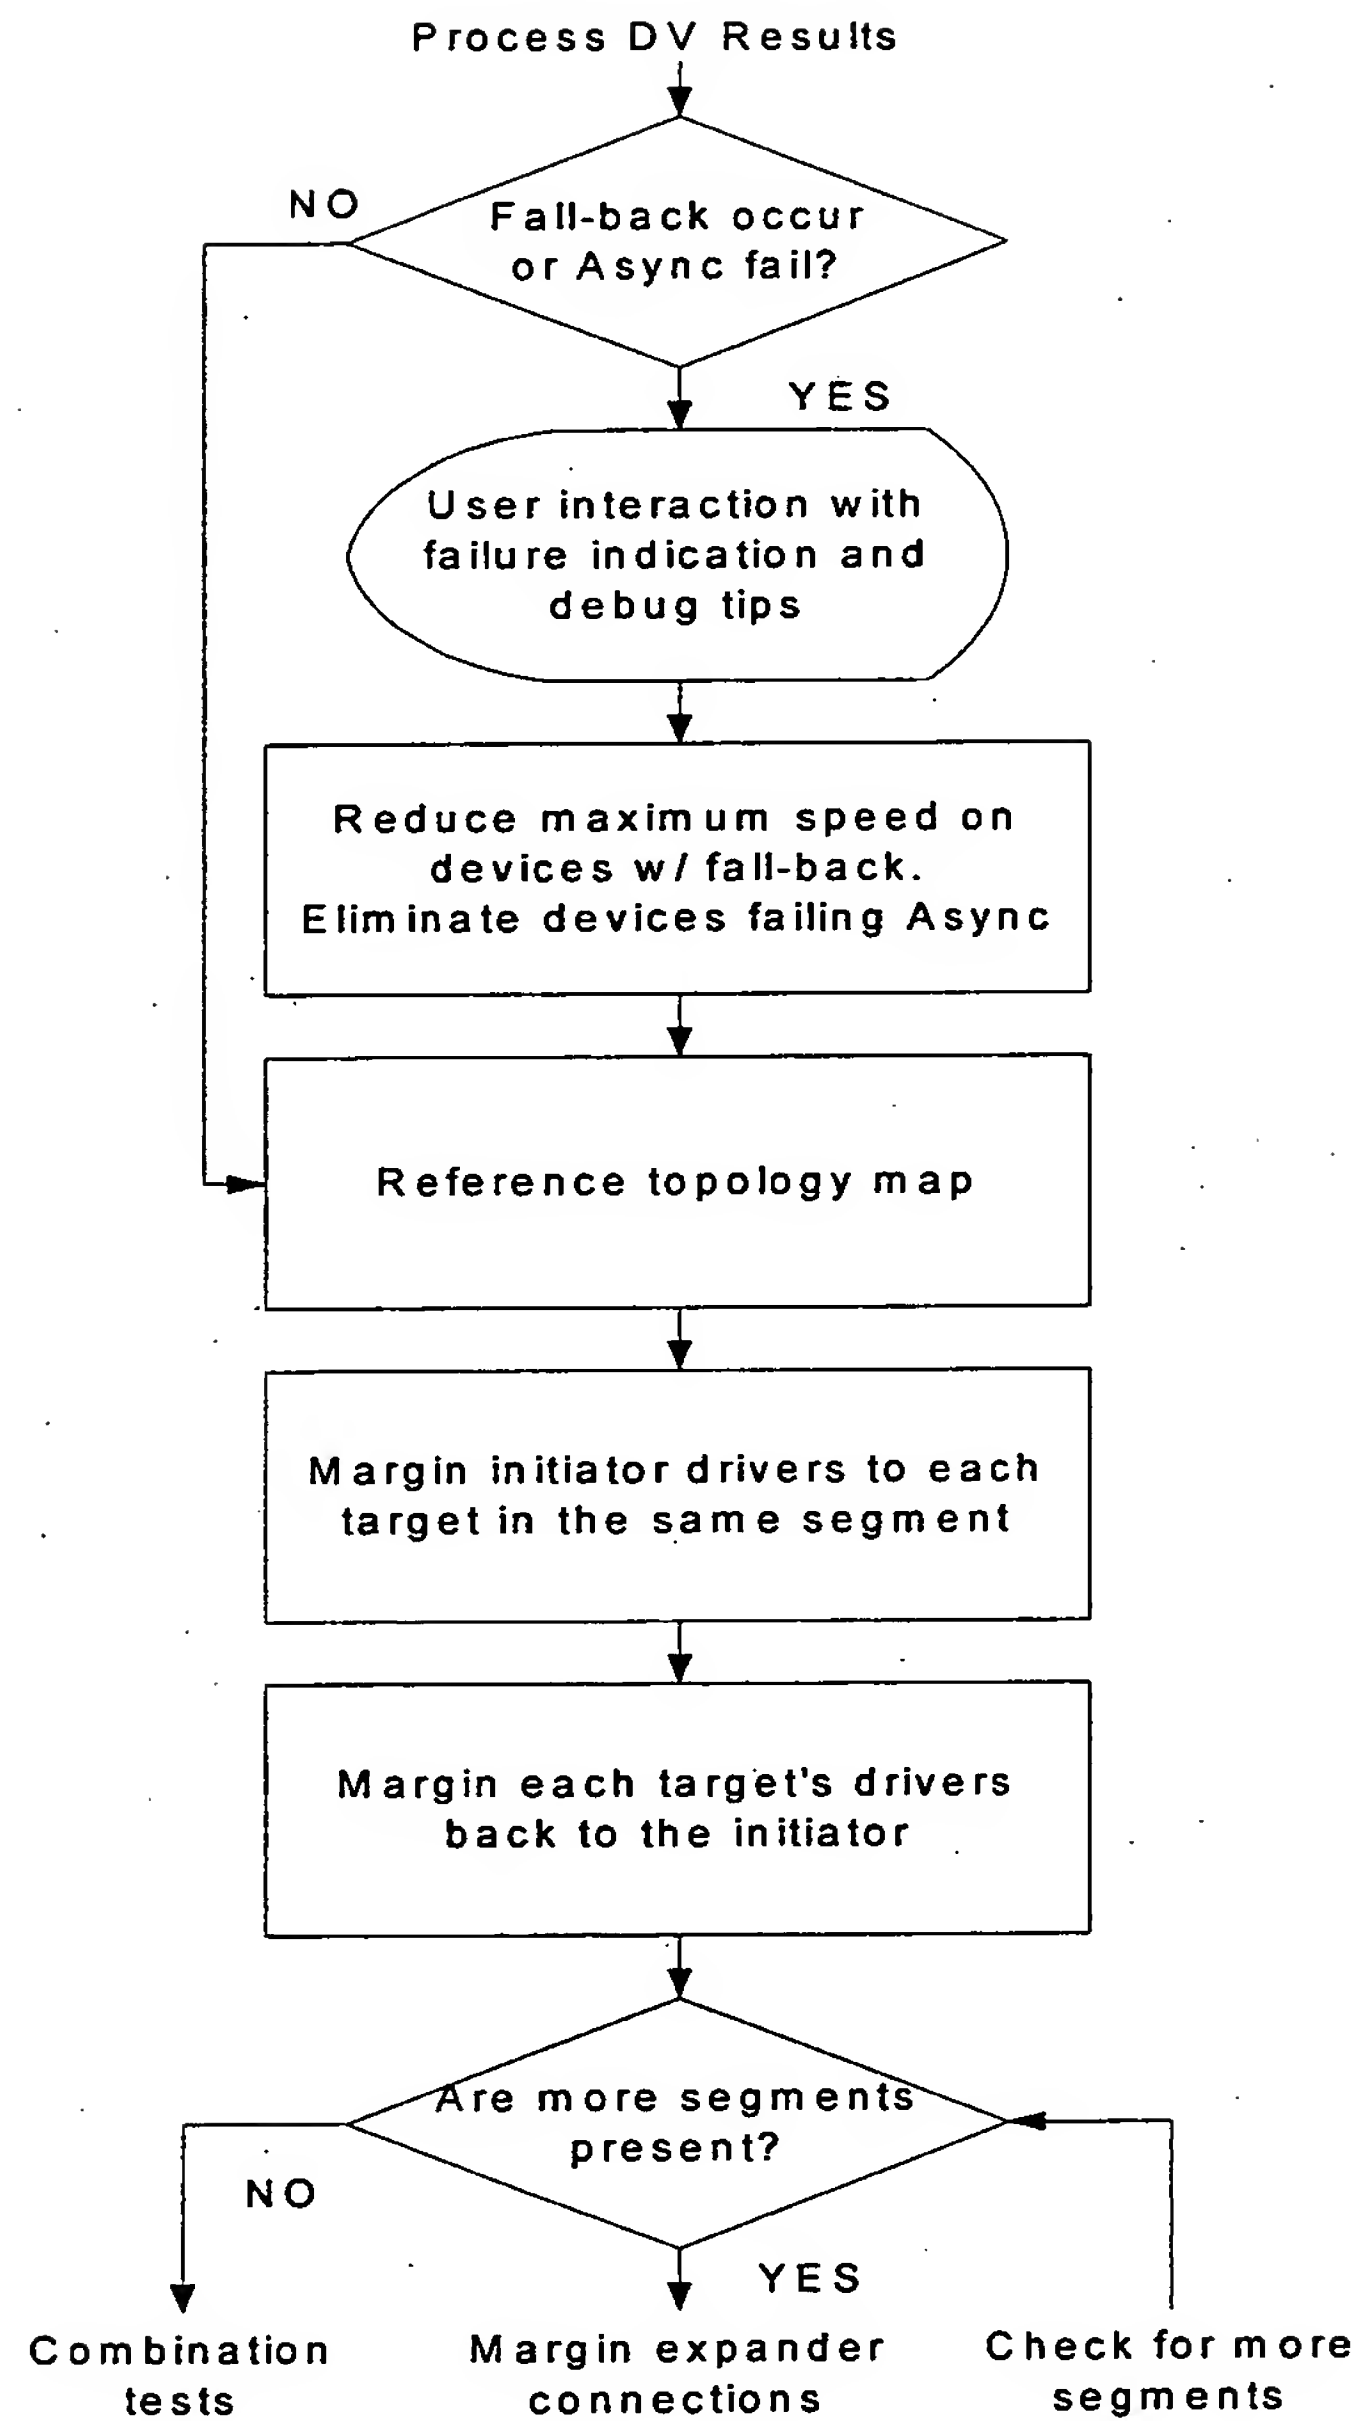 Process DV Results
NO
Fall-back occur
or Async fail?
YES
User interaction with
failure indication and
debug tips
Reduce maximum speed on
devices w/ fall-back.
Eliminate devices failing Async
Reference topology map
Margin initiator drivers to each
target in the same segment
Margin each target's drivers
back to the initiator
Are more segments
present?
NO
YES
Combination
tests
Margin expander
connections
Check for more
segments